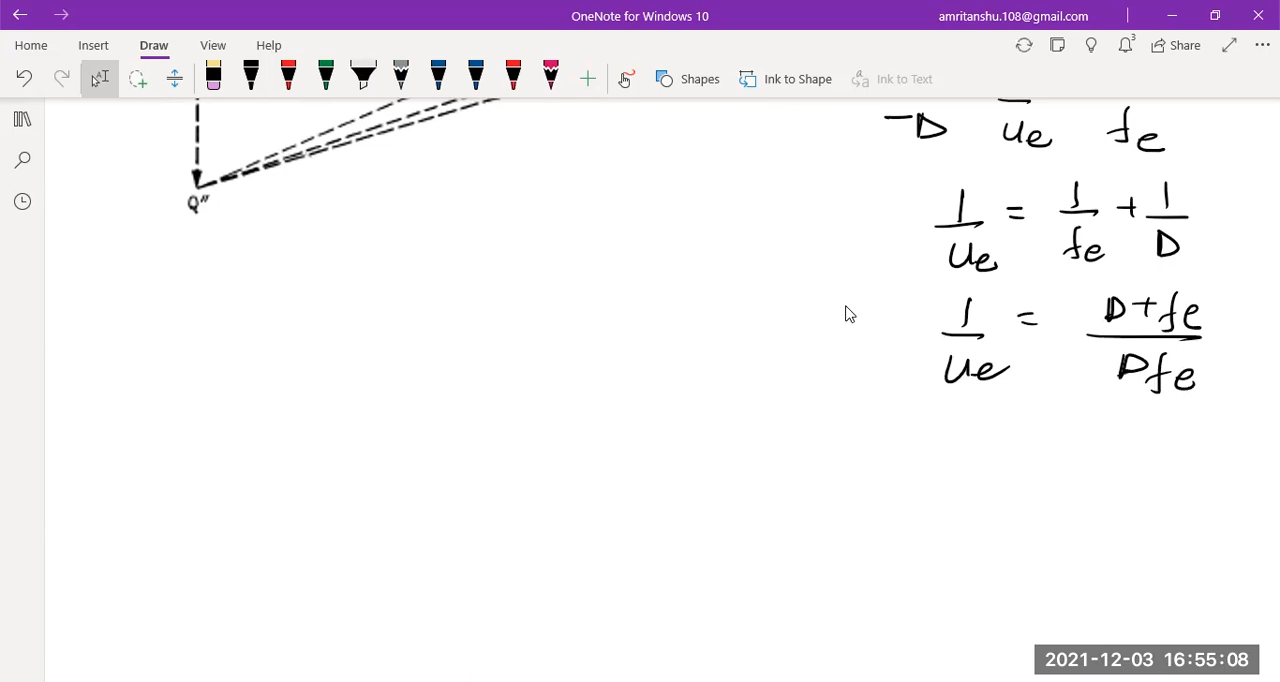 OneNote for Windows 10
amritanshu.108@gmail.com
Home Insert Draw View Help
3 Share
Shapes Ink to Shape Ink to Text
Q"
-D ue fe
1/ue = 1/fe + 1/D
1/ue = D+fe/Dfe
2021-12-03 16:55:08